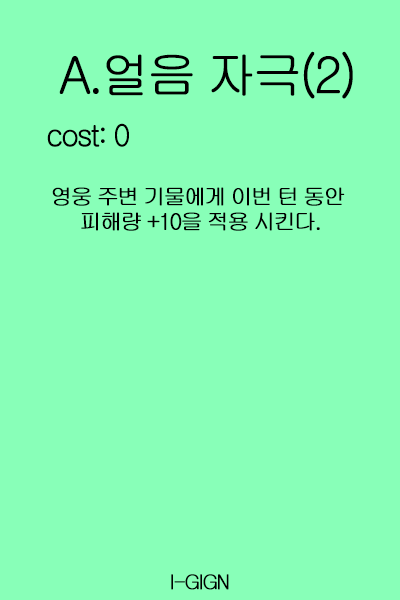 A.얼음 자극(2)
cost: 0
영웅 주변 기물에게 이번 턴 동안
피해량 +10을 적용 시킨다.
I-GIGN